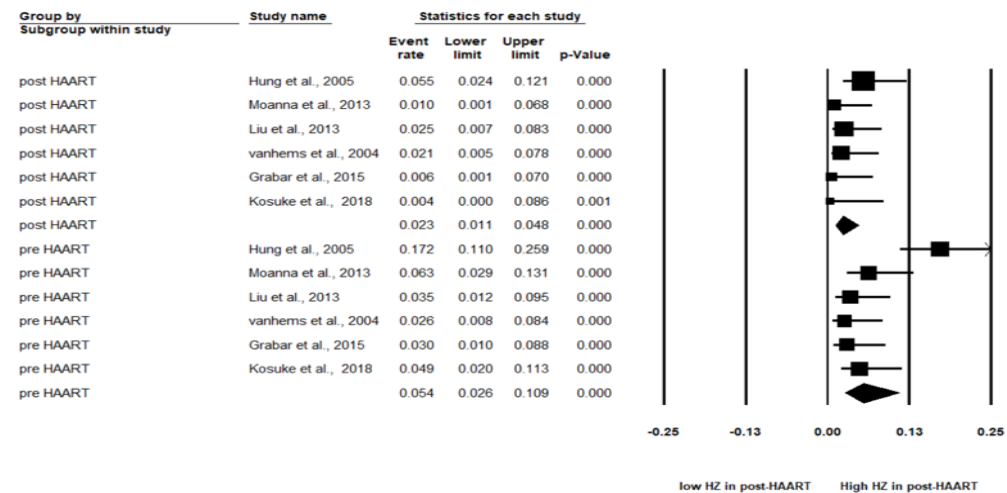 Group by Study name Statistics for each study
Subgroup within study
Event Lower Upper
rate limit limit p-Value
post HAART Hung et al., 2005 0.055 0.024 0.121 0.000
post HAART Moanna et al., 2013 0.010 0.001 0.068 0.000
post HAART Liu et al., 2013 0.025 0.007 0.083 0.000
post HAART vanhems et al., 2004 0.021 0.005 0.078 0.000
post HAART Grabar et al., 2015 0.006 0.001 0.070 0.000
post HAART Kosuke et al., 2018 0.004 0.000 0.086 0.001
post HAART 0.023 0.011 0.048 0.000
pre HAART Hung et al., 2005 0.172 0.110 0.259 0.000
pre HAART Moanna et al., 2013 0.063 0.029 0.131 0.000
pre HAART Liu et al., 2013 0.035 0.012 0.095 0.000
pre HAART vanhems et al., 2004 0.026 0.008 0.084 0.000
pre HAART Grabar et al., 2015 0.030 0.010 0.088 0.000
pre HAART Kosuke et al., 2018 0.049 0.020 0.113 0.000
pre HAART 0.054 0.026 0.109 0.000
-0.25 -0.13 0.00 0.13 0.25
low HZ in post-HAART High HZ in post-HAART